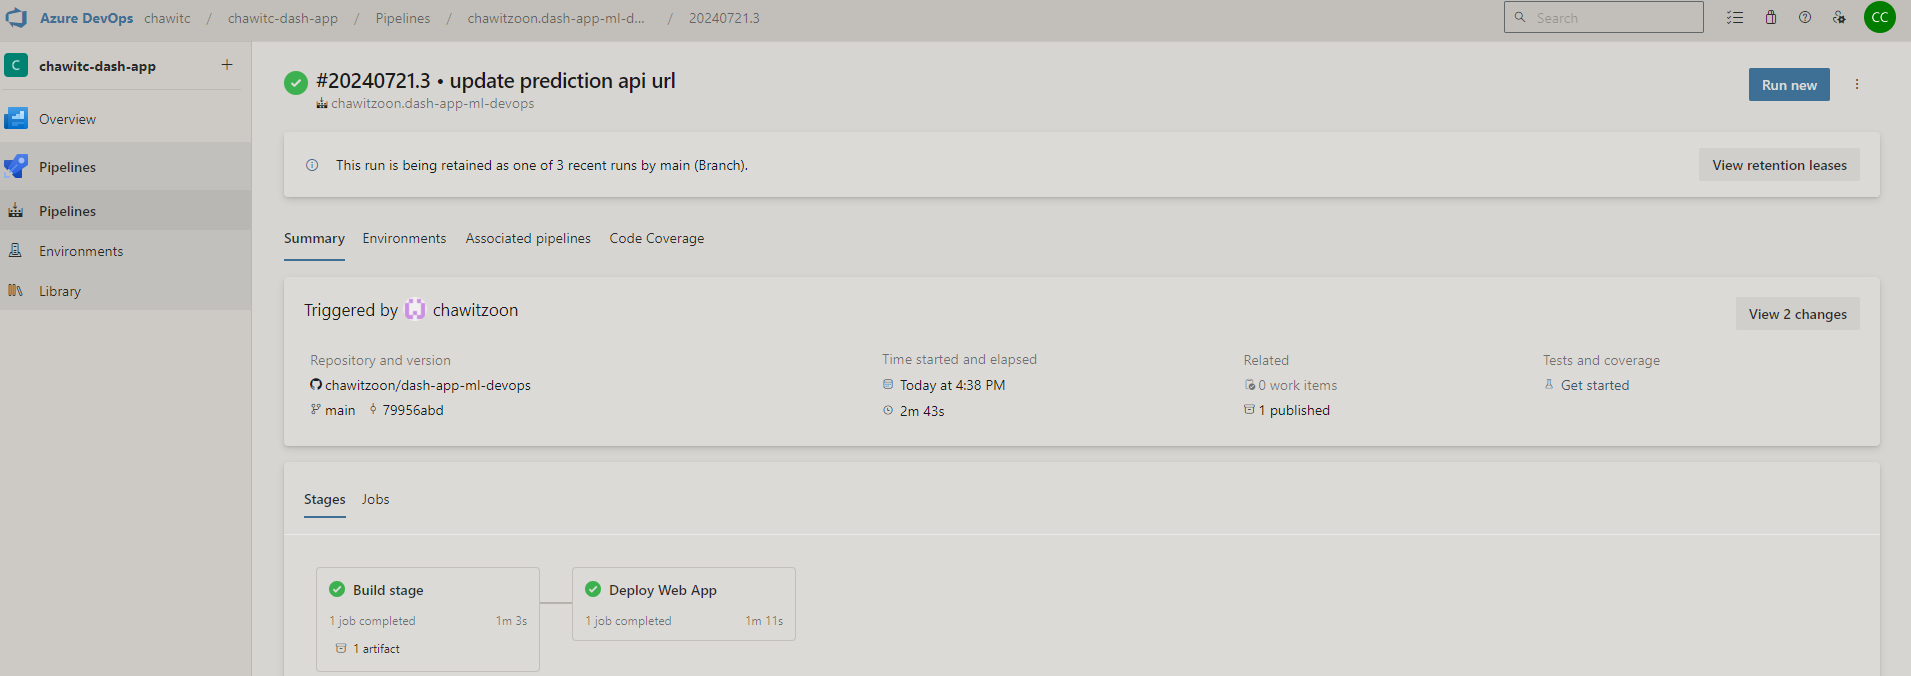 Azure DevOps chawitc / chawitc-dash-app / Pipelines / chawitzoon.dash-app-ml-d... / 20240721.3
Search
CC
C chawitc-dash-app +
Overview
Pipelines
Pipelines
Environments
Library
#20240721.3 • update prediction api url
chawitzoon.dash-app-ml-devops
Run new
This run is being retained as one of 3 recent runs by main (Branch).
View retention leases
Summary Environments Associated pipelines Code Coverage
Triggered by chawitzoon
View 2 changes
Repository and version
chawitzoon/dash-app-ml-devops
main 79956abd
Time started and elapsed
Today at 4:38 PM
2m 43s
Related
0 work items
1 published
Tests and coverage
Get started
Stages Jobs
Build stage
1 job completed 1m 3s
1 artifact
Deploy Web App
1 job completed 1m 11s